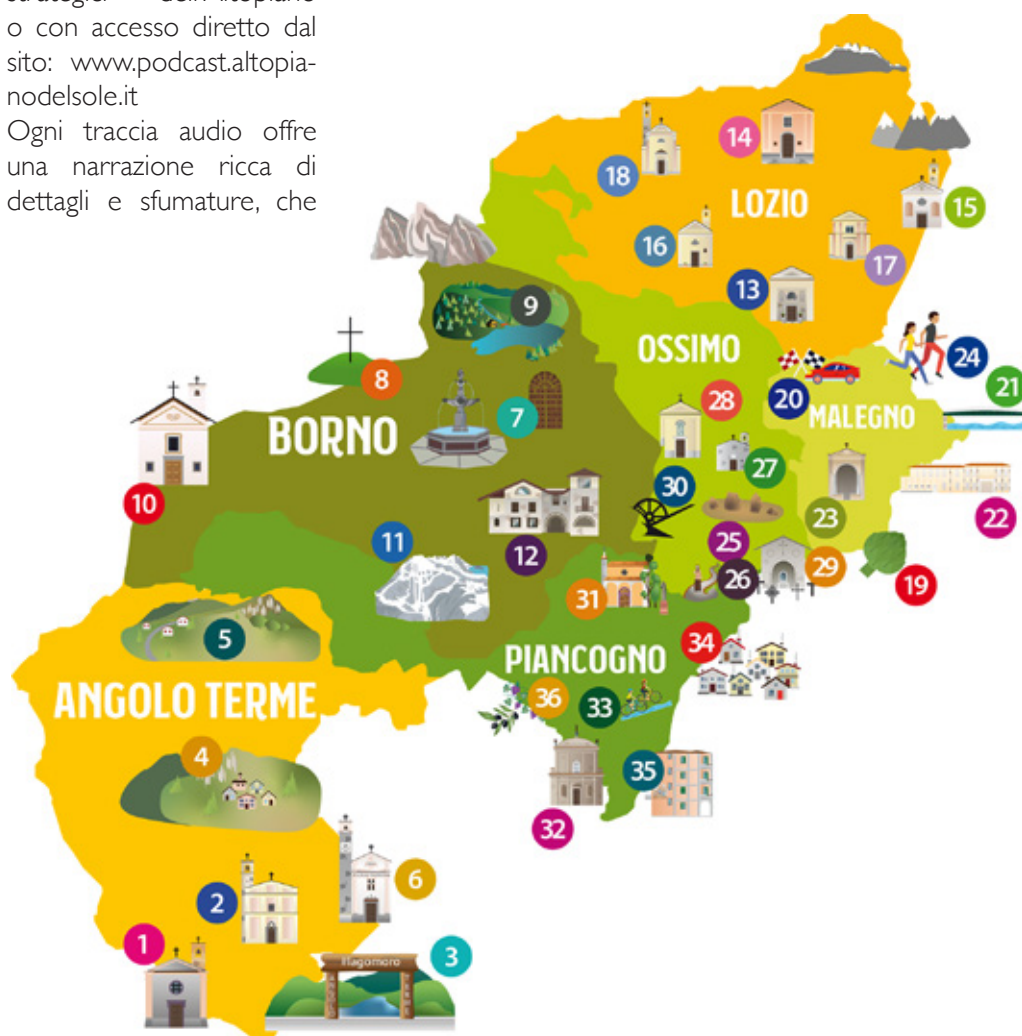 o con accesso diretto dal
sito: www.podcast.altopia-
nodelsole.it
Ogni traccia audio offre
una narrazione ricca di
dettagli e sfumature, che
14
18
LOZIO
15
16
17
13
9
OSSIMO
24
8
20
21
28
7
MALEGNO
BORNO
27
10
30
22
23
11
12
25
29
26
19
31
5
34
PIANCOGNO
ANGOLO TERME
36
33
4
35
32
6
2
1
3
Illagomoro